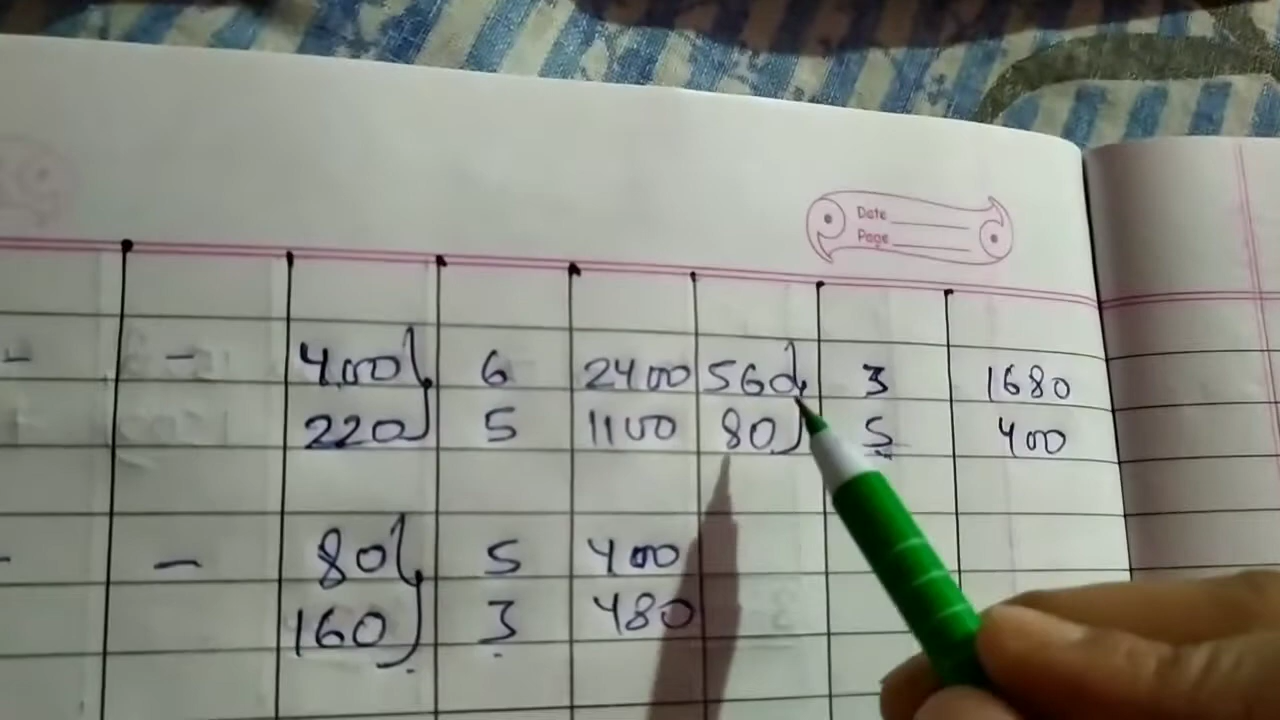 Date
Page
- - 400 6 2400 560 3 1680
220 5 1100 80 5 400
- - 80 5 400
160 3 480